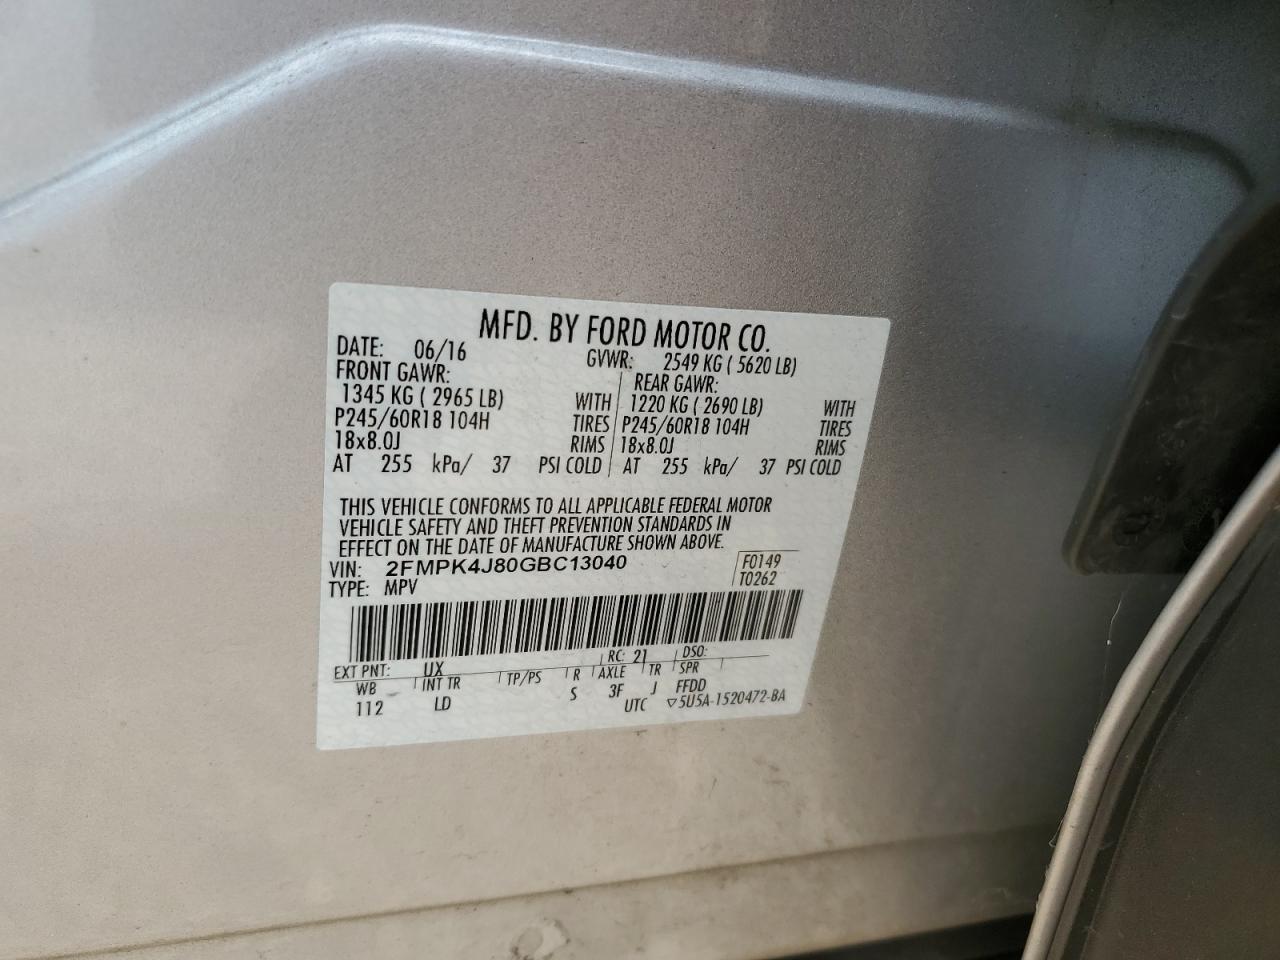 MFD. BY FORD MOTOR CO.
DATE: 06/16 GVWR: 2549 KG ( 5620 LB)
FRONT GAWR: REAR GAWR:
1345 KG ( 2965 LB) WITH 1220 KG ( 2690 LB) WITH
P245/60R18 104H TIRES P245/60R18 104H TIRES
18x8.0J RIMS 18x8.0J RIMS
AT 255 kPa/ 37 PSI COLD AT 255 kPa/ 37 PSI COLD
THIS VEHICLE CONFORMS TO ALL APPLICABLE FEDERAL MOTOR
VEHICLE SAFETY AND THEFT PREVENTION STANDARDS IN
EFFECT ON THE DATE OF MANUFACTURE SHOWN ABOVE.
VIN: 2FMPK4J80GBC13040 F0149
TYPE: MPV T0262
EXT PNT: UX RC: 21 DSO:
WB INT TR TP/PS R AXLE TR SPR
112 LD S 3F J FFDD
UTC ▽5U5A-1520472-BA